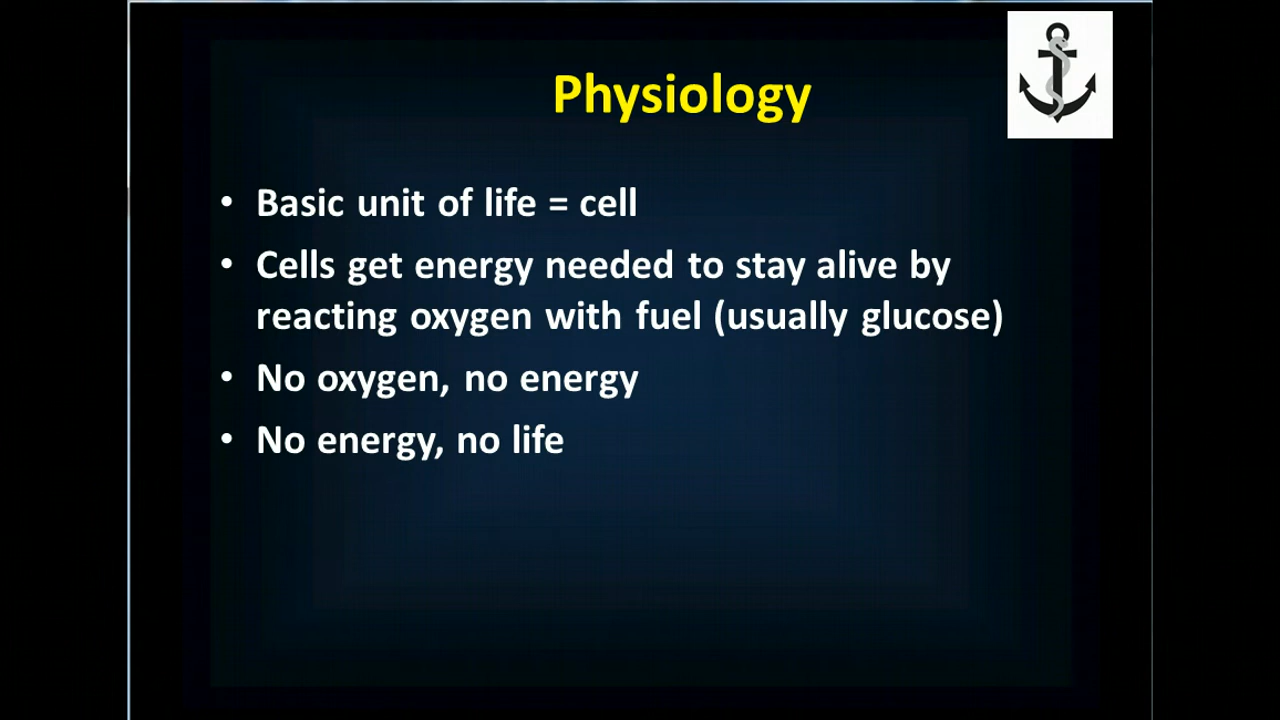 Physiology
• Basic unit of life = cell
• Cells get energy needed to stay alive by
reacting oxygen with fuel (usually glucose)
• No oxygen, no energy
• No energy, no life